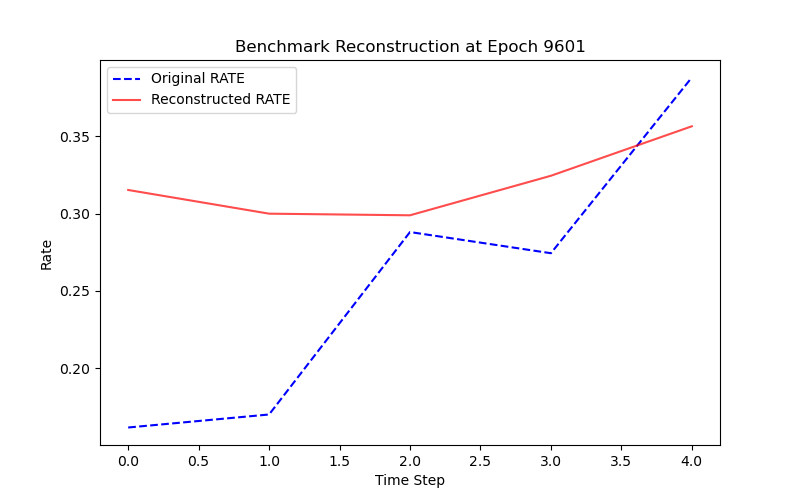 Benchmark Reconstruction at Epoch 9601
Original RATE
Reconstructed RATE
0.35
0.30
0.25
0.20
Rate
0.0 0.5 1.0 1.5 2.0 2.5 3.0 3.5 4.0
Time Step